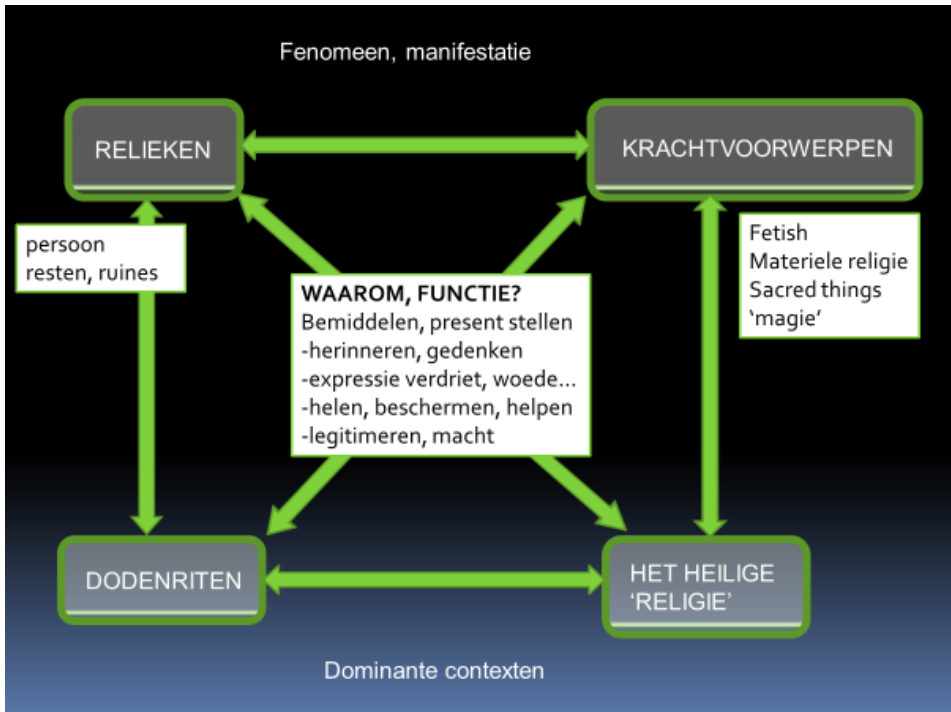 Fenomeen, manifestatie
RELIEKEN
KRACHTVOORWERPEN
persoon
resten, ruines
Fetish
Materiele religie
Sacred things
‘magie’
WAAROM, FUNCTIE?
Bemiddelen, present stellen
-herinneren, gedenken
-expressie verdriet, woede...
-helen, beschermen, helpen
-legitimeren, macht
DODENRITEN
HET HEILIGE
‘RELIGIE’
Dominante contexten